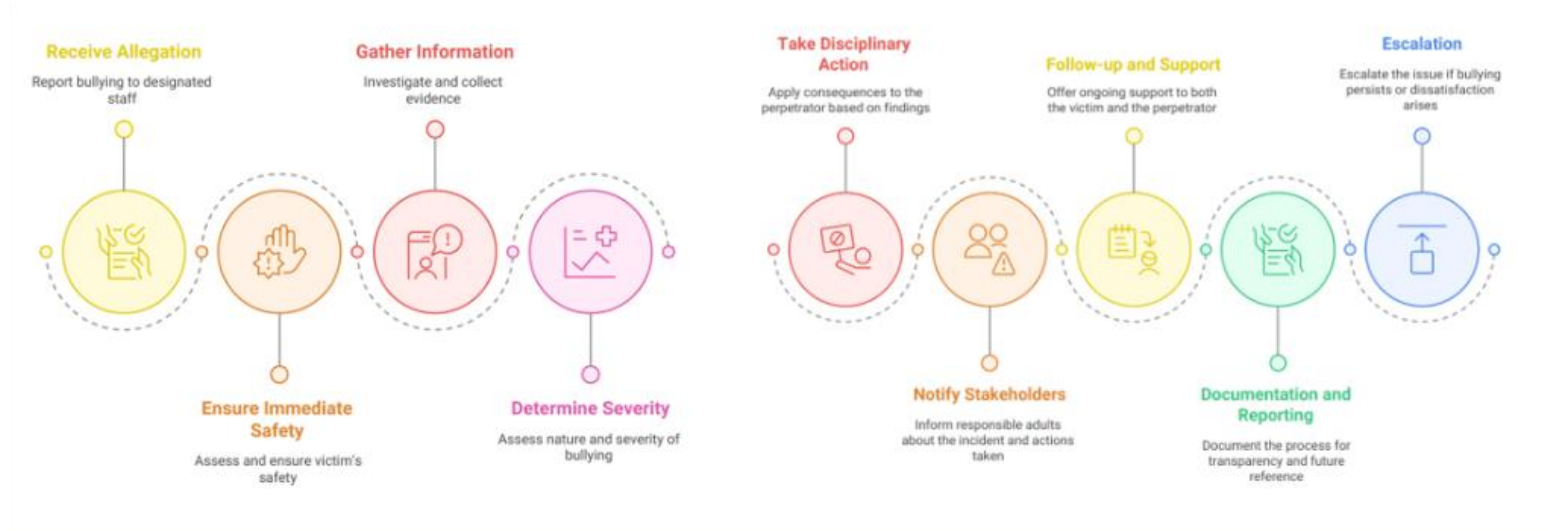 Receive Allegation
Report bullying to designated
staff
Ensure Immediate
Safety
Assess and ensure victim's
safety
Gather Information
Investigate and collect
evidence
Determine Severity
Assess nature and severity of
bullying
Take Disciplinary
Action
Apply consequences to the
perpetrator based on findings
Notify Stakeholders
Inform responsible adults
about the incident and actions
taken
Follow-up and Support
Offer ongoing support to both
the victim and the perpetrator
Documentation and
Reporting
Document the process for
transparency and future
reference
Escalation
Escalate the issue if bullying
persists or dissatisfaction
arises